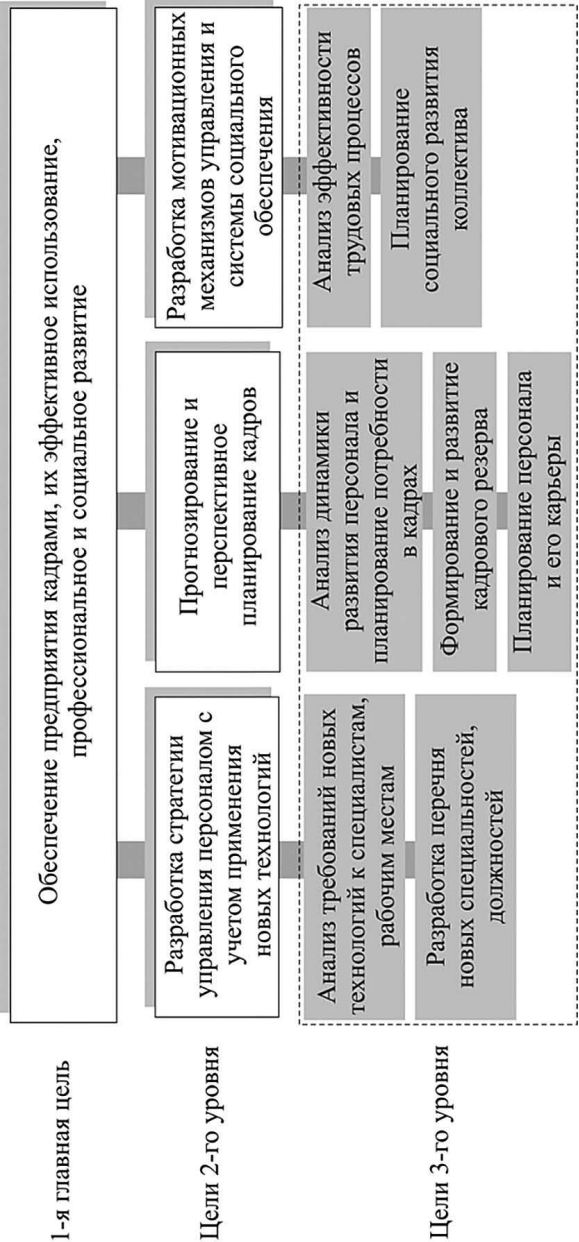 1-я главная цель
Обеспечение предприятия кадрами, их эффективное использование,
профессиональное и социальное развитие
Цели 2-го уровня
Разработка стратегии
управления персоналом с
учетом применения
новых технологий
Прогнозирование и
перспективное
планирование кадров
Разработка мотивационных
механизмов управления и
системы социального
обеспечения
Цели 3-го уровня
Анализ требований новых
технологий к специалистам,
рабочим местам
Разработка перечня
новых специальностей,
должностей
Анализ динамики
развития персонала и
планирование потребности
в кадрах
Формирование и развитие
кадрового резерва
Планирование персонала
и его карьеры
Анализ эффективности
трудовых процессов
Планирование
социального развития
коллектива